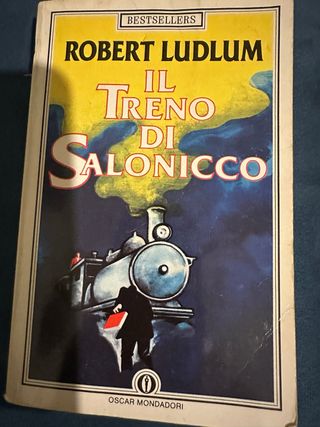 BESTSELLERS
ROBERT LUDLUM
IL
TRENO
DI
SALONICCO
OSCAR MONDADORI